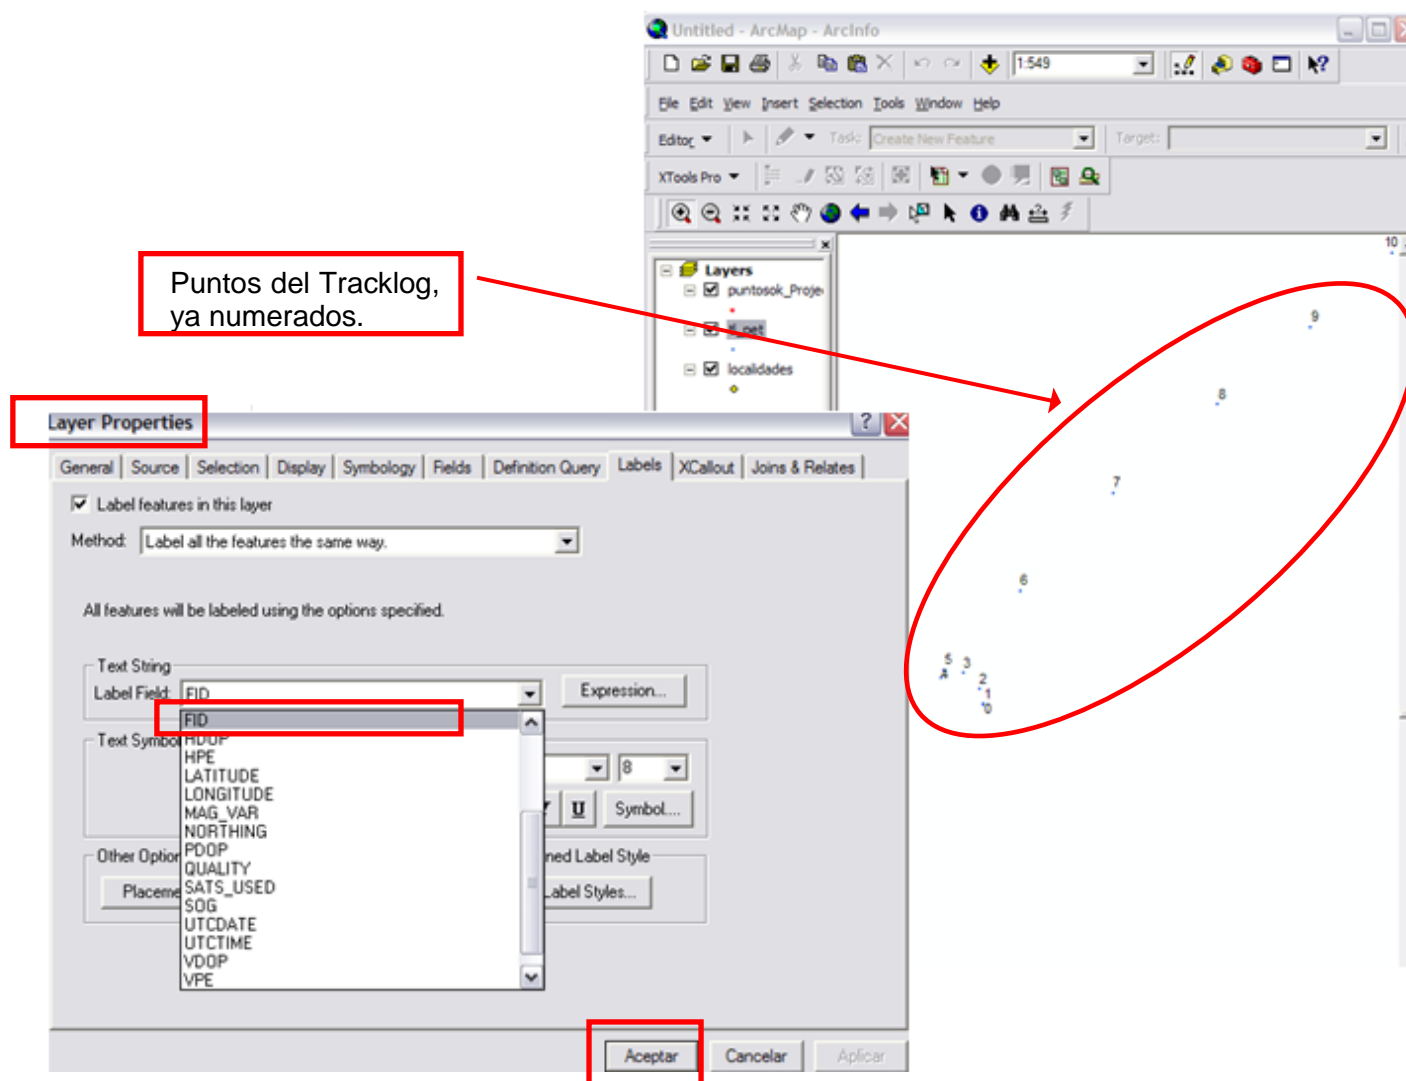 Untitled - ArcMap - ArcInfo
1:549
File Edit View Insert Selection Tools Window Help
Editor Task: Create New Feature Target:
XTools Pro
Layers
puntosok_Proje
localidades
10
9
8
7
6
5 3
2
1
0
Puntos del Tracklog,
ya numerados.
Layer Properties
General Source Selection Display Symbology Fields Definition Query Labels XCallout Joins & Relates
Label features in this layer
Method: Label all the features the same way.
All features will be labeled using the options specified.
Text String
Label Field: FID Expression...
FID
Text Symbol
HDOP
HPE
LATITUDE
8
LONGITUDE
MAG_VAR
U Symbol...
NORTHING
PDOP
Other Option
ned Label Style
QUALITY
SATS_USED
Placeme
Label Styles...
SOG
UTCDATE
UTCTIME
VDOP
VPE
Aceptar Cancelar Aplicar